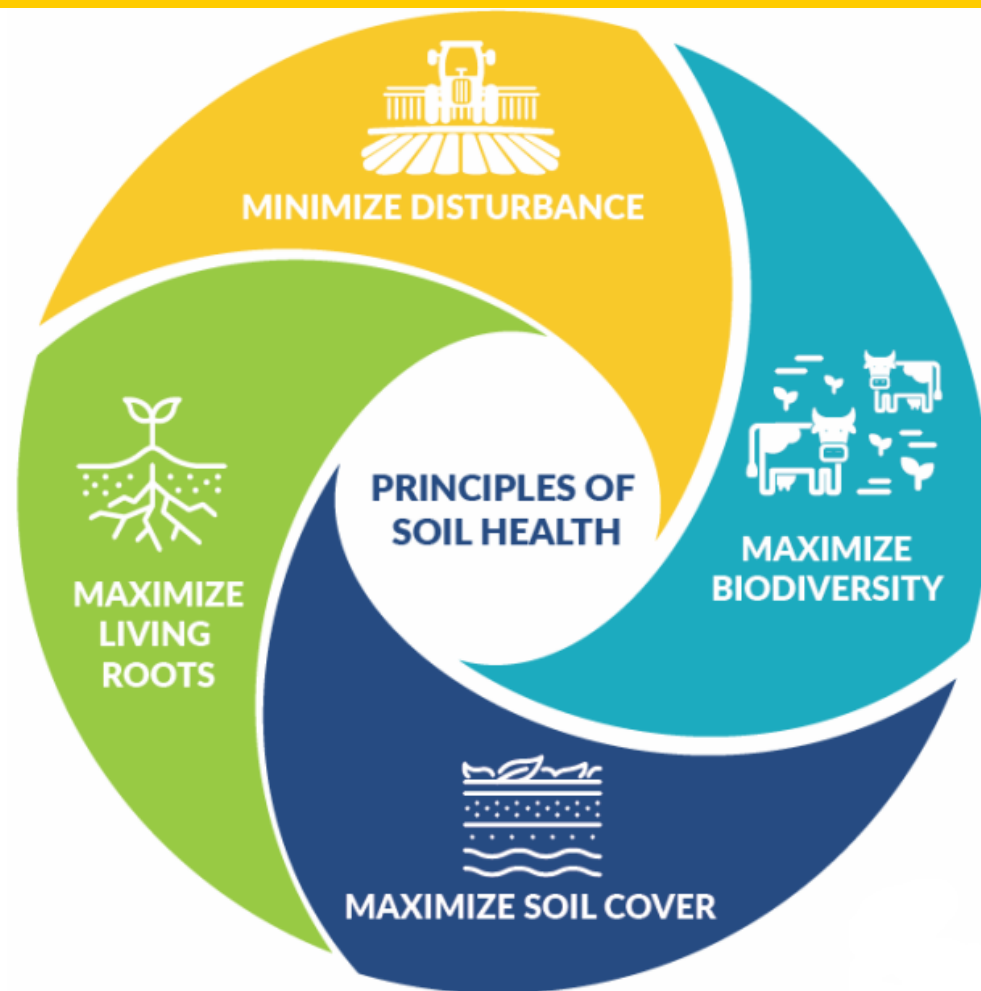 MINIMIZE DISTURBANCE
PRINCIPLES OF
SOIL HEALTH
MAXIMIZE
BIODIVERSITY
MAXIMIZE
LIVING
ROOTS
MAXIMIZE SOIL COVER